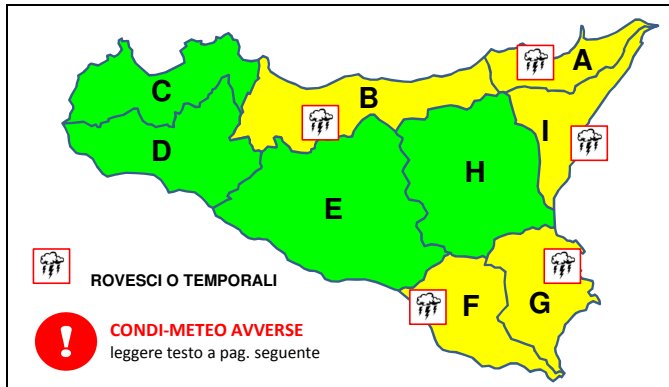 A
B
C
I
D
H
E
ROVESCI O TEMPORALI
F
G
!
CONDI-METEO AVVERSE
leggere testo a pag. seguente